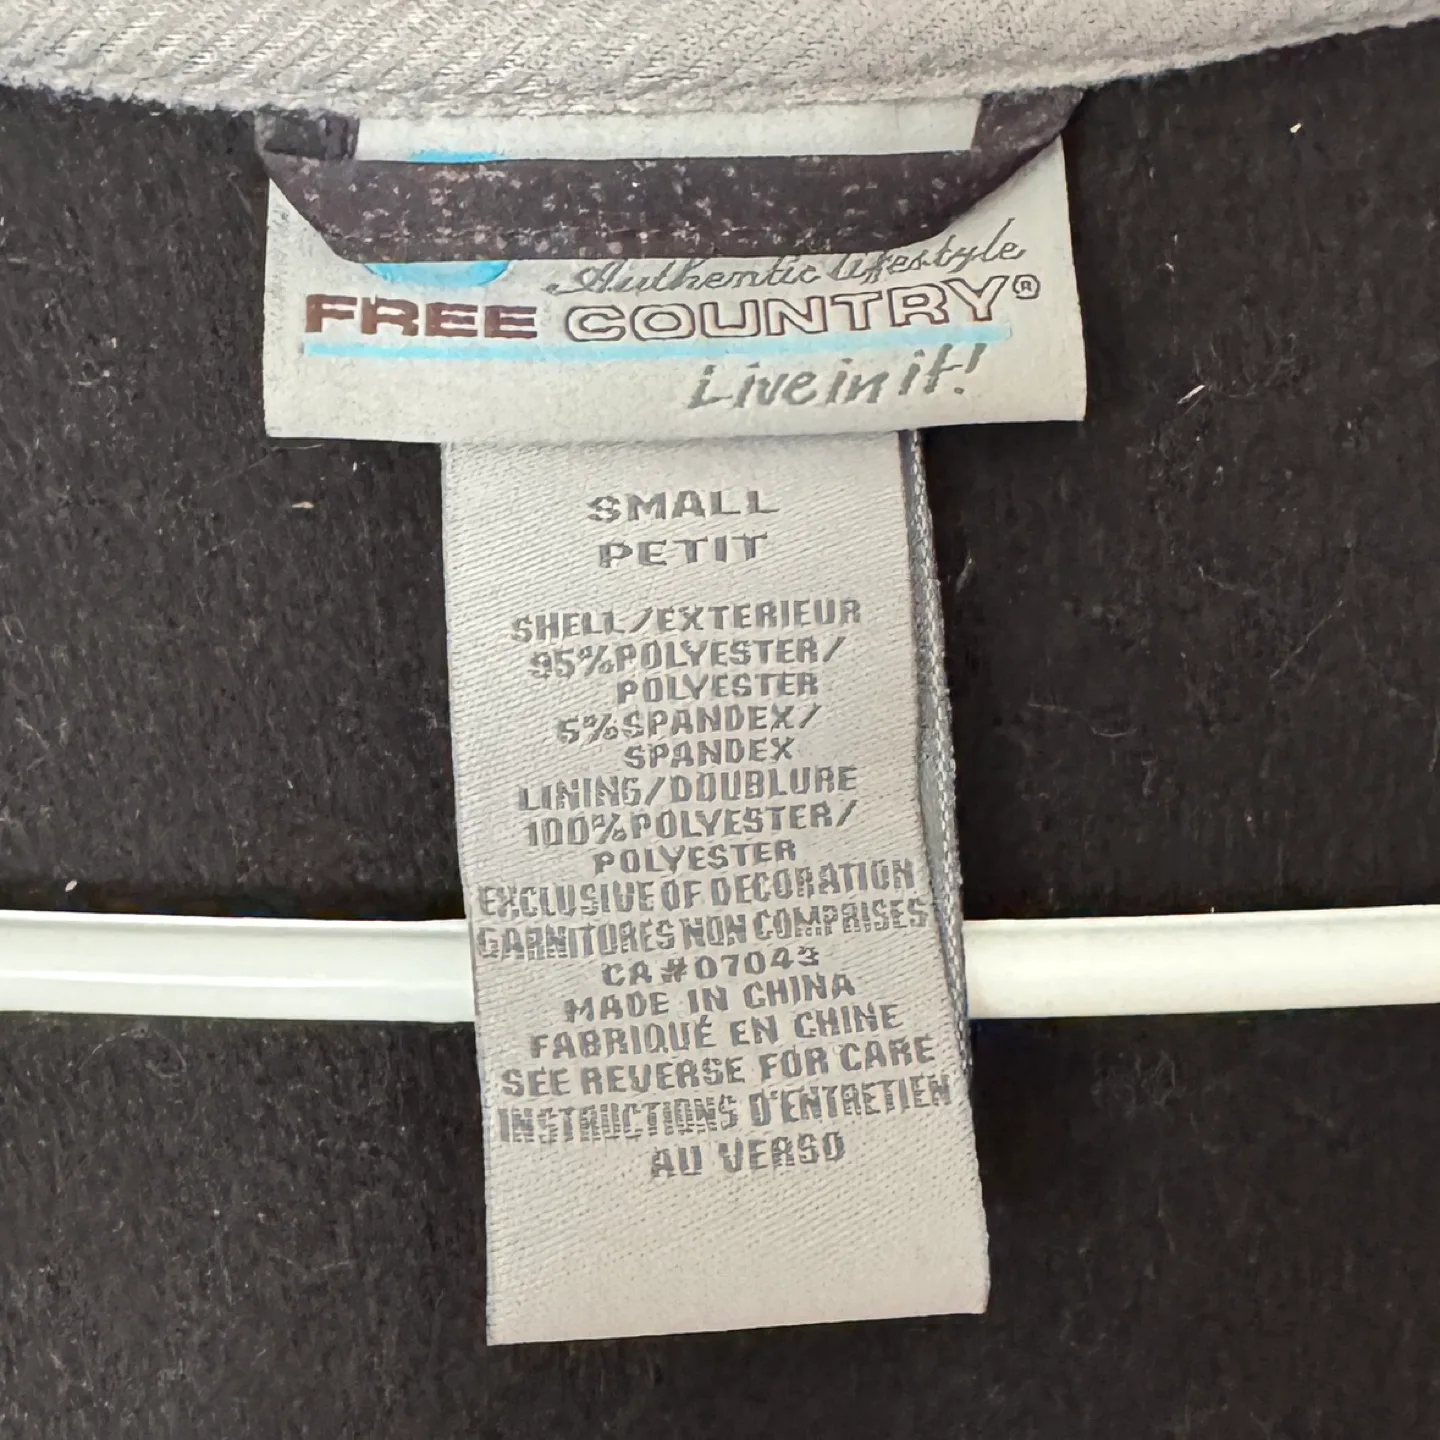 Authentic lifestyle
FREE COUNTRY®
Live in it!
SMALL
PETIT
SHELL/EXTERIEUR
95%POLYESTER/
POLYESTER
5%SPANDEX/
SPANDEX
LINING/DOUBLURE
100%POLYESTER/
POLYESTER
EXCLUSIVE OF DECORATION
GARNITURES NON COMPRISES
CA#07043
MADE IN CHINA
FABRIQUÉ EN CHINE
SEE REVERSE FOR CARE
INSTRUCTIONS D'ENTRETIEN
AU VERSO